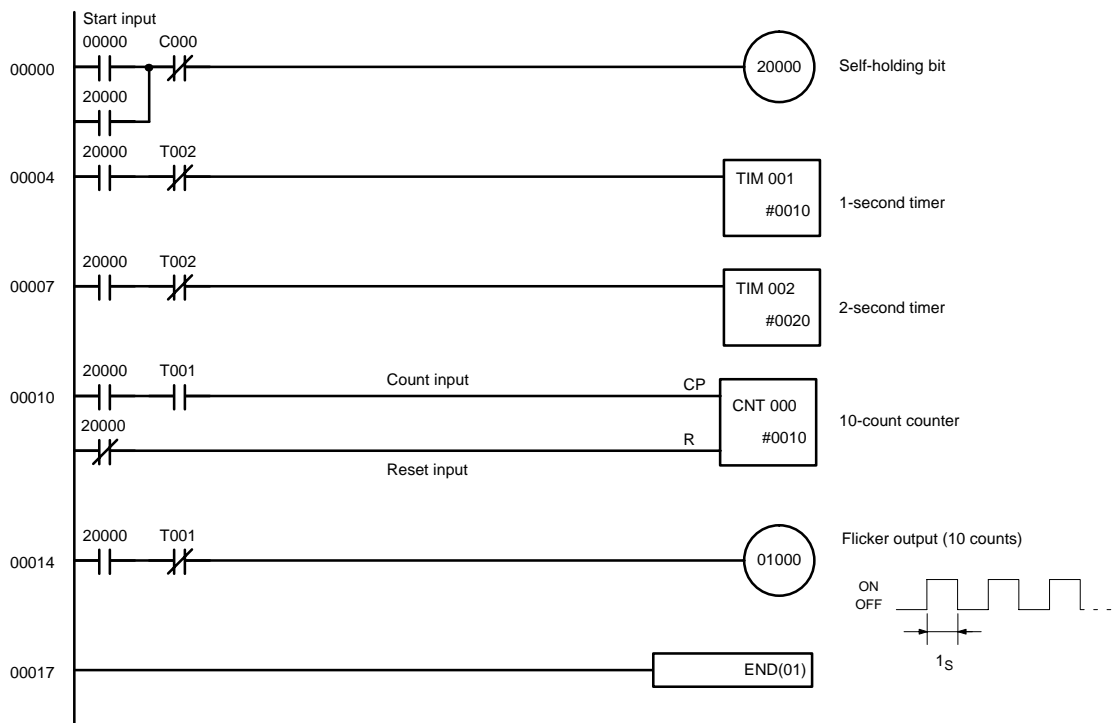 Start input
00000 C000
00000
20000
20000
Self-holding bit
20000 T002
00004
TIM 001
#0010
1-second timer
20000 T002
00007
TIM 002
#0020
2-second timer
20000 T001
00010
Count input
CP
CNT 000
#0010
10-count counter
20000
R
Reset input
20000 T001
00014
01000
Flicker output (10 counts)
ON
OFF
1S
00017
END(01)